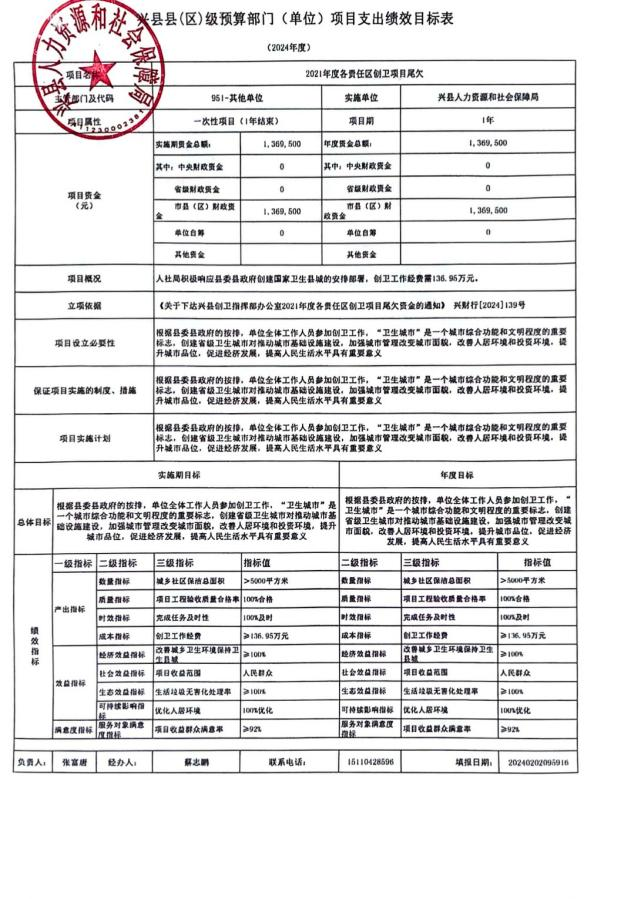 兴县县(区)级预算部门（单位）项目支出绩效目标表
（2024年度）
项目名称 2021年度各责任区创卫项目尾欠
主管部门及代码 951-其他单位 实施单位 兴县人力资源和社会保障局
项目属性 一次性项目（1年结束） 项目期 1年
项目资金
（元）
实施期资金总额： 1,369,500 年度资金总额： 1,369,500
其中：中央财政资金 0 其中：中央财政资金 0
省级财政资金 0 省级财政资金 0
市县（区）财政资金 1,369,500 市县（区）财政资金 1,369,500
单位自筹 0 单位自筹 0
其他资金 其他资金
项目概况 人社局积极响应县委县政府创建国家卫生县城的安排部署，创卫工作经费需136.95万元。
立项依据 《关于下达兴县创卫指挥部办公室2021年度各责任区创卫项目尾欠资金的通知》 兴财行[2024]139号
项目设立必要性
根据县委县政府的按排，单位全体工作人员参加创卫工作，“卫生城市”是一个城市综合功能和文明程度的重要
标志，创建省级卫生城市对推动城市基础设施建设，加强城市管理改变城市面貌，改善人居环境和投资环境，提
升城市品位，促进经济发展，提高人民生活水平具有重要意义
保证项目实施的制度、措施
根据县委县政府的按排，单位全体工作人员参加创卫工作，“卫生城市”是一个城市综合功能和文明程度的重要
标志，创建省级卫生城市对推动城市基础设施建设，加强城市管理改变城市面貌，改善人居环境和投资环境，提
升城市品位，促进经济发展，提高人民生活水平具有重要意义
项目实施计划
根据县委县政府的按排，单位全体工作人员参加创卫工作，“卫生城市”是一个城市综合功能和文明程度的重要
标志，创建省级卫生城市对推动城市基础设施建设，加强城市管理改变城市面貌，改善人居环境和投资环境，提
升城市品位，促进经济发展，提高人民生活水平具有重要意义
实施期目标 年度目标
总体目标
根据县委县政府的按排，单位全体工作人员参加创卫工作，“卫生城市”是
一个城市综合功能和文明程度的重要标志，创建省级卫生城市对推动城市基
础设施建设，加强城市管理改变城市面貌，改善人居环境和投资环境，提升
城市品位，促进经济发展，提高人民生活水平具有重要意义
根据县委县政府的按排，单位全体工作人员参加创卫工作，“
卫生城市”是一个城市综合功能和文明程度的重要标志，创建
省级卫生城市对推动城市基础设施建设，加强城市管理改变城
市面貌，改善人居环境和投资环境，提升城市品位，促进经济发
展，提高人民生活水平具有重要意义
绩效指标
一级指标 二级指标 三级指标 指标值 二级指标 三级指标 指标值
产出指标
数量指标 城乡社区保洁总面积 >5000平方米 数量指标 城乡社区保洁总面积 >5000平方米
质量指标 项目工程验收质量合格率 100%合格 质量指标 项目工程验收质量合格率 100%合格
时效指标 完成任务及时性 100%及时 时效指标 完成任务及时性 100%及时
成本指标 创卫工作经费 ≥136.95万元 成本指标 创卫工作经费 ≥136.95万元
效益指标
经济效益指标 改善城乡卫生环境保持卫生县城 ≥100% 经济效益指标 改善城乡卫生环境保持卫生县城 ≥100%
社会效益指标 项目收益范围 人民群众 社会效益指标 项目收益范围 人民群众
生态效益指标 生活垃圾无害化处理率 ≥100% 生态效益指标 生活垃圾无害化处理率 ≥100%
可持续影响指标 优化人居环境 100%优化 可持续影响指标 优化人居环境 100%优化
满意度指标 服务对象满意度指标 项目收益群众满意率 ≥92% 服务对象满意度指标 项目收益群众满意率 ≥92%
负责人： 张富唐 经办人： 蔡志鹏 联系电话： 15110428596 填报日期： 20240202095916
兴县人力资源和社会保障局